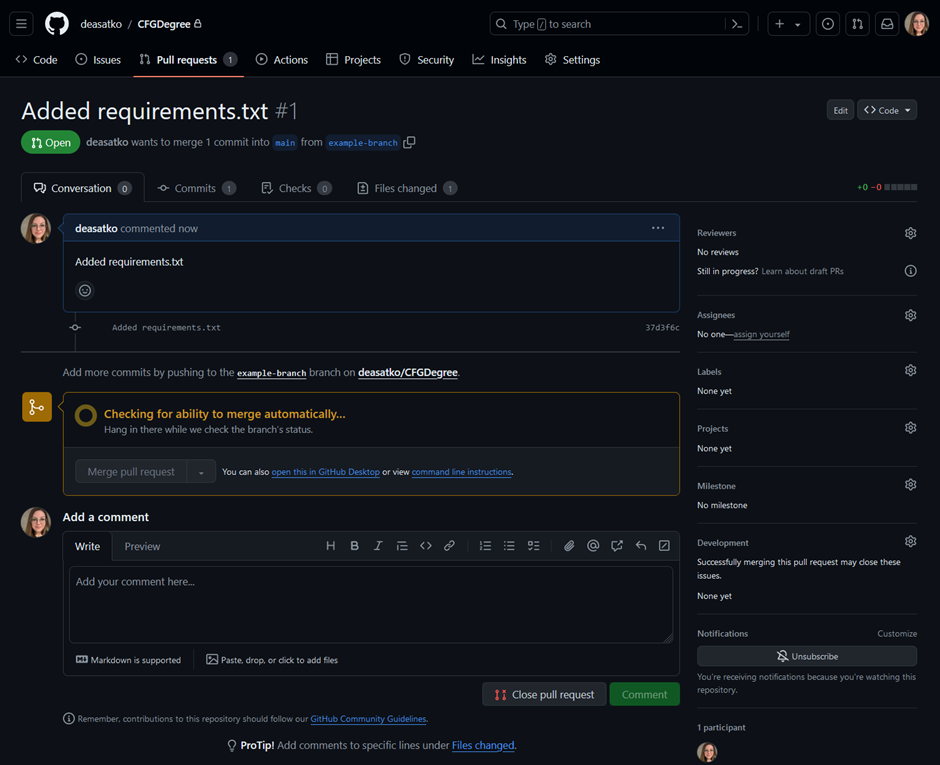 deasatko / CFGDegree
Type / to search
Code Issues Pull requests 1 Actions Projects Security Insights Settings
Added requirements.txt #1
Edit Code
Open deasatko wants to merge 1 commit into main from example-branch
Conversation 0 Commits 1 Checks 0 Files changed 1 +0 −0
deasatko commented now
Added requirements.txt
Added requirements.txt 37d3f6c
Add more commits by pushing to the example-branch branch on deasatko/CFGDegree.
Checking for ability to merge automatically...
Hang in there while we check the branch's status.
Merge pull request You can also open this in GitHub Desktop or view command line instructions.
Add a comment
Write Preview
Add your comment here...
Markdown is supported Paste, drop, or click to add files
Close pull request Comment
Remember, contributions to this repository should follow our GitHub Community Guidelines.
ProTip! Add comments to specific lines under Files changed.
Reviewers
No reviews
Still in progress? Learn about draft PRs
Assignees
No one—assign yourself
Labels
None yet
Projects
None yet
Milestone
No milestone
Development
Successfully merging this pull request may close these
issues.
None yet
Notifications Customize
Unsubscribe
You're receiving notifications because you're watching this
repository.
1 participant